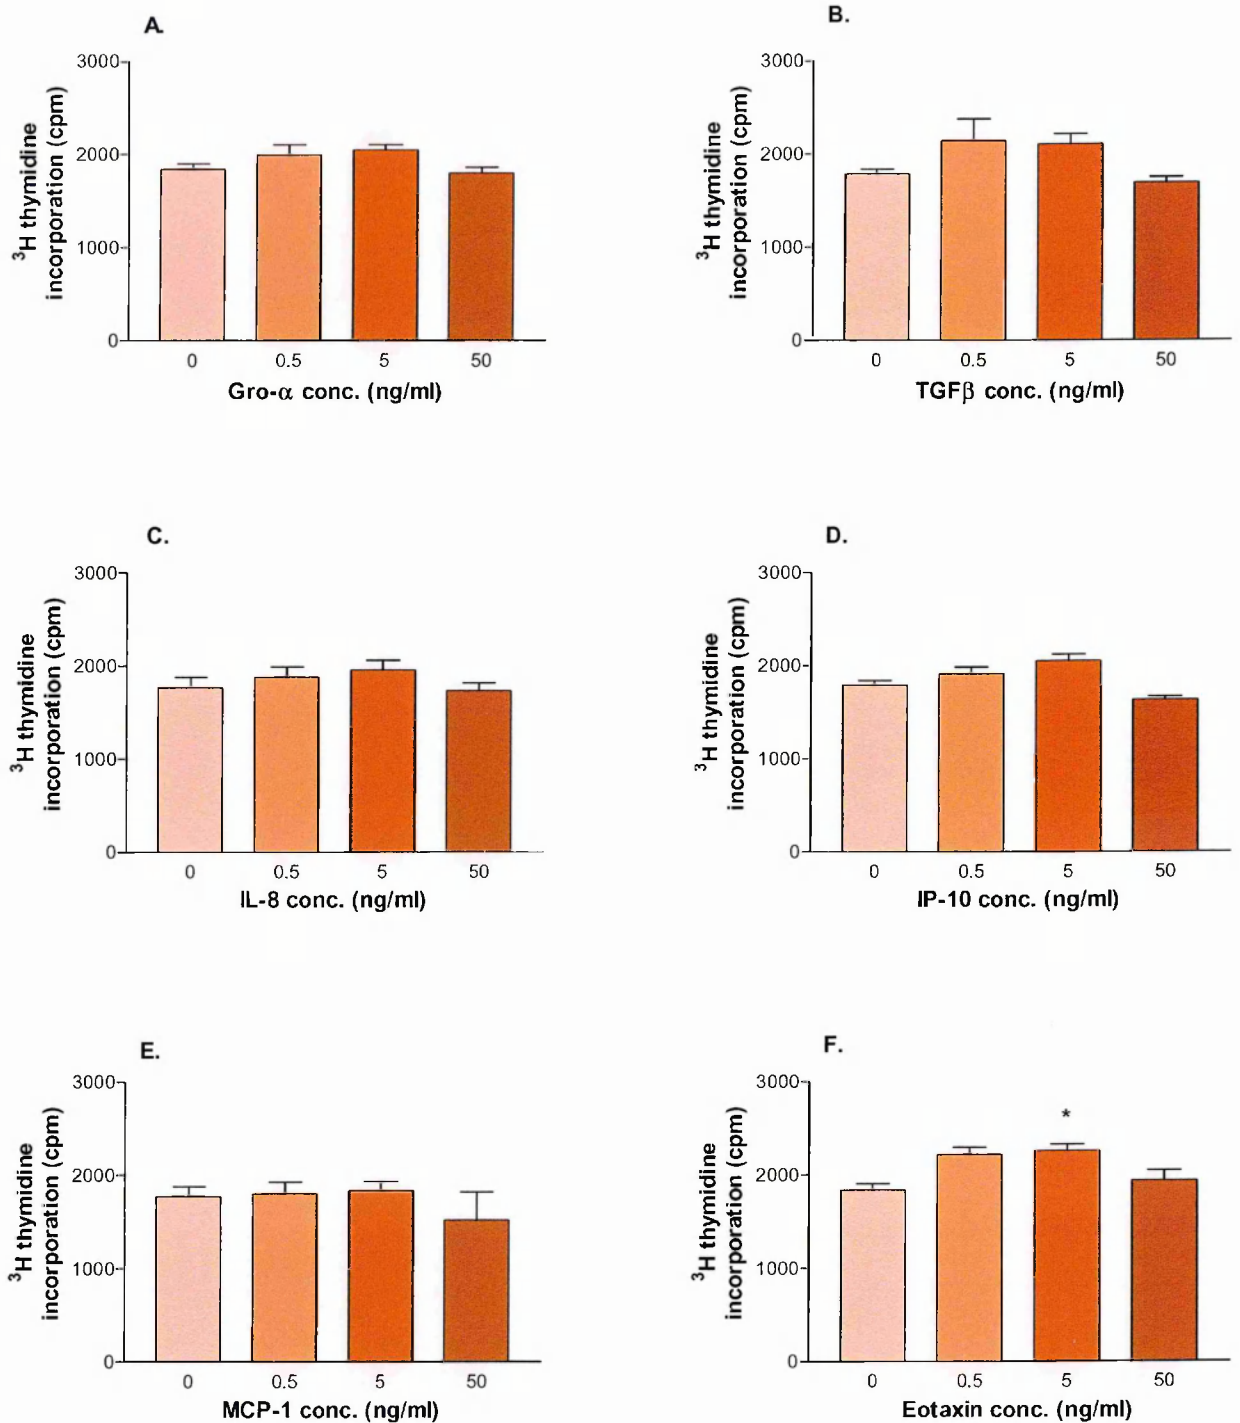 A.
3000
2000
1000
0
³H thymidine
incorporation (cpm)
0 0.5 5 50
Gro-α conc. (ng/ml)
B.
3000
2000
1000
0
³H thymidine
incorporation (cpm)
0 0.5 5 50
TGFβ conc. (ng/ml)
C.
3000
2000
1000
0
³H thymidine
incorporation (cpm)
0 0.5 5 50
IL-8 conc. (ng/ml)
D.
3000
2000
1000
0
³H thymidine
incorporation (cpm)
0 0.5 5 50
IP-10 conc. (ng/ml)
E.
3000
2000
1000
0
³H thymidine
incorporation (cpm)
0 0.5 5 50
MCP-1 conc. (ng/ml)
F.
3000
2000
1000
0
³H thymidine
incorporation (cpm)
*
0 0.5 5 50
Eotaxin conc. (ng/ml)